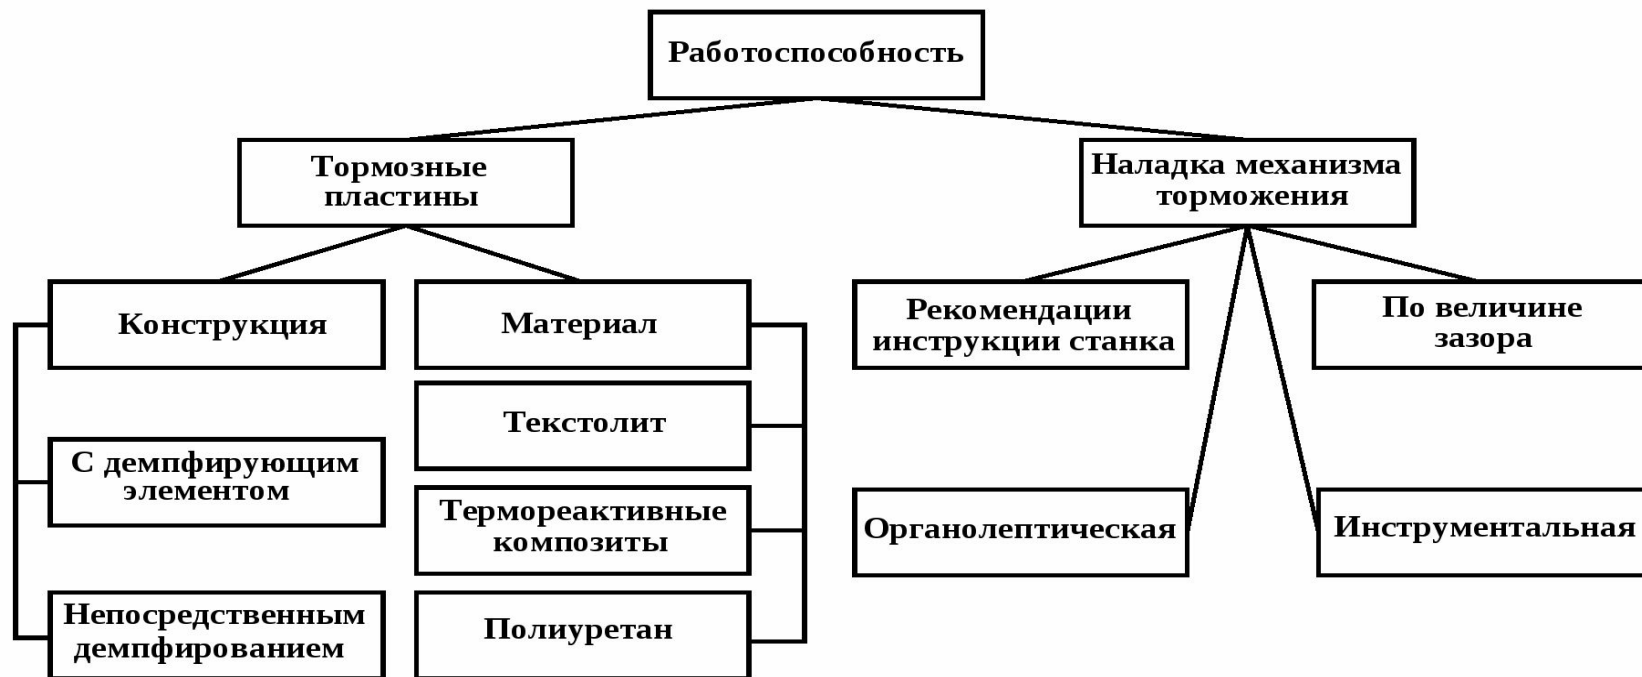 Работоспособность
Тормозные
пластины
Наладка механизма
торможения
Конструкция
Материал
Рекомендации
инструкции станка
По величине
зазора
Текстолит
С демпфирующим
элементом
Термореактивные
композиты
Органолептическая
Инструментальная
Непосредственным
демпфированием
Полиуретан